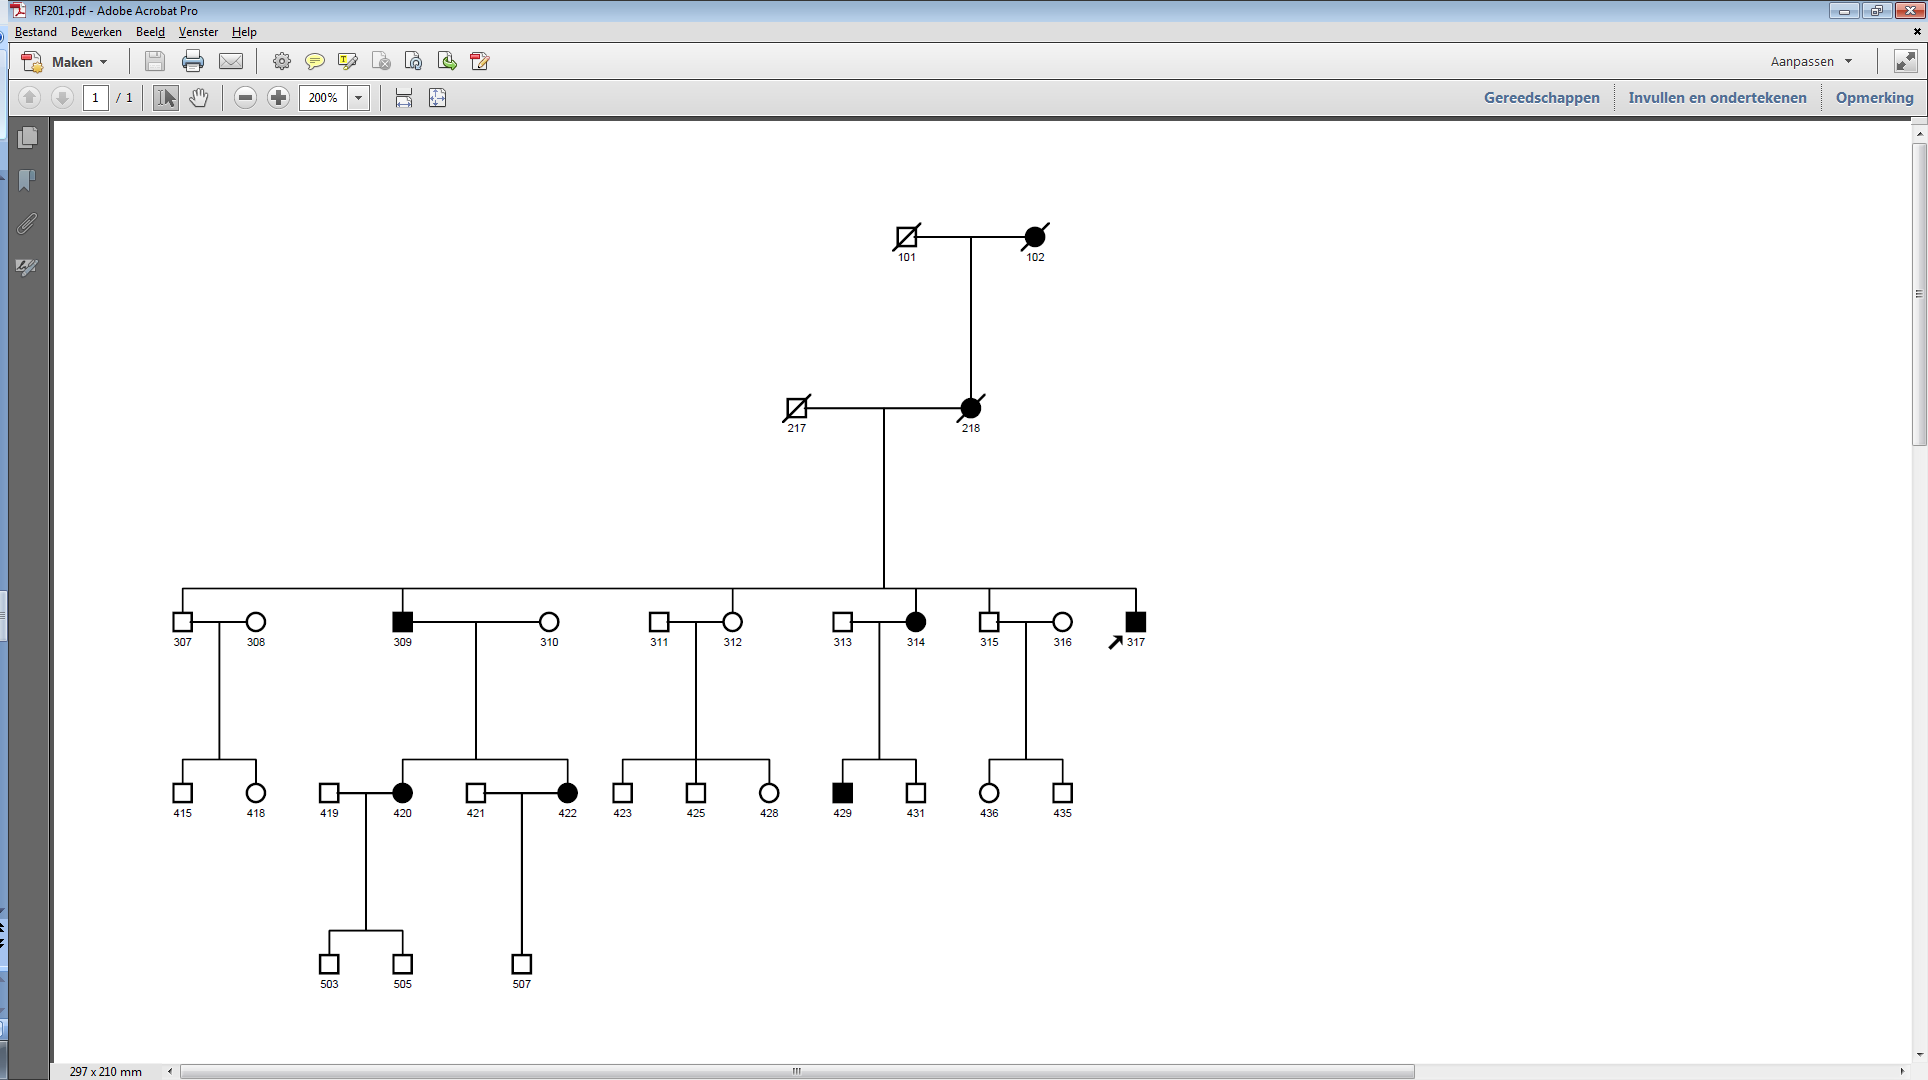 RF201.pdf - Adobe Acrobat Pro
Bestand Bewerken Beeld Venster Help
Maken Aanpassen
1 / 1 200% Gereedschappen Invullen en ondertekenen Opmerking
101 102
217 218
307 308 309 310 311 312 313 314 315 316 317
415 418 419 420 421 422 423 425 428 429 431 436 435
503 505 507
297 x 210 mm